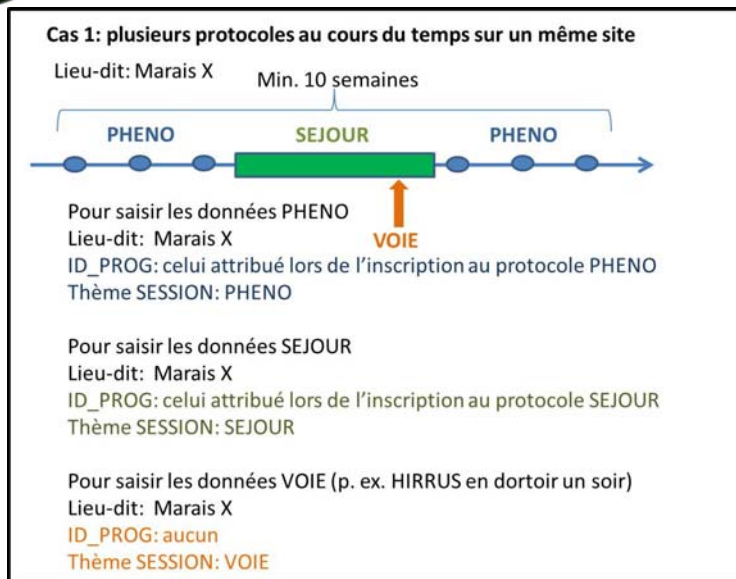 Cas 1: plusieurs protocoles au cours du temps sur un même site
Lieu-dit: Marais X
Min. 10 semaines
PHENO SEJOUR PHENO
VOIE
Pour saisir les données PHENO
Lieu-dit: Marais X
ID_PROG: celui attribué lors de l'inscription au protocole PHENO
Thème SESSION: PHENO
Pour saisir les données SEJOUR
Lieu-dit: Marais X
ID_PROG: celui attribué lors de l'inscription au protocole SEJOUR
Thème SESSION: SEJOUR
Pour saisir les données VOIE (p. ex. HIRRUS en dortoir un soir)
Lieu-dit: Marais X
ID_PROG: aucun
Thème SESSION: VOIE